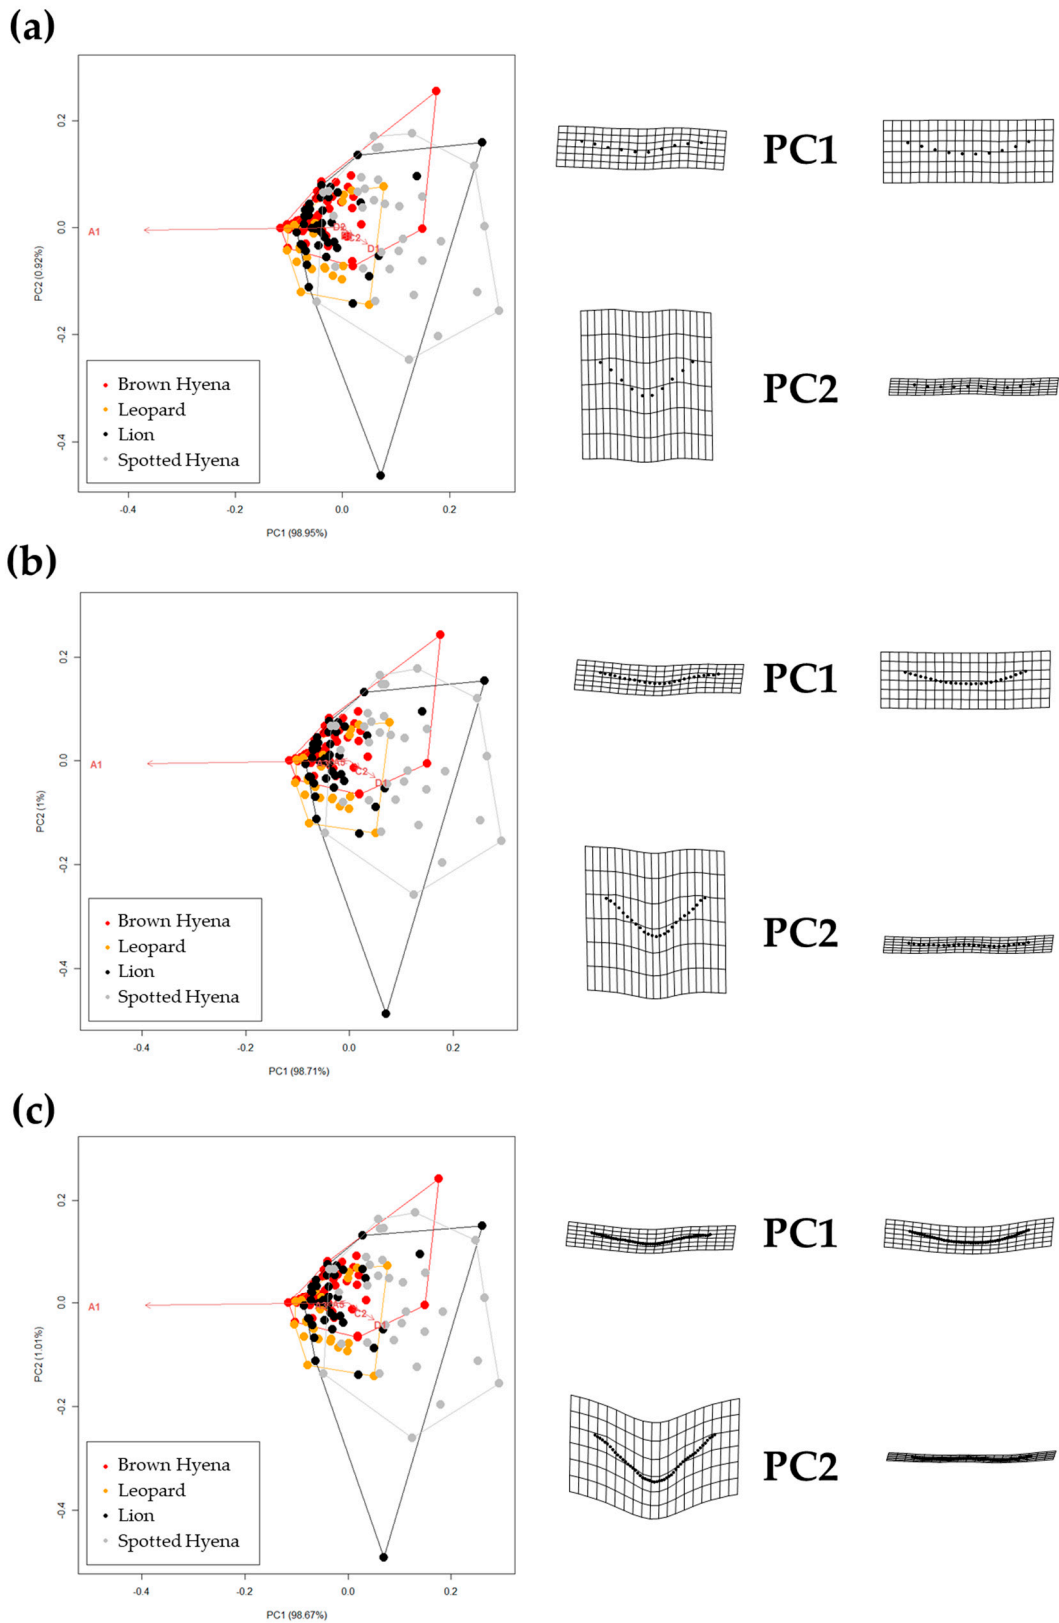 (a)
0.2
0.0
-0.2
-0.4
PC2 (0.92%)
A1
D2
C2
D1
Brown Hyena
Leopard
Lion
Spotted Hyena
-0.4 -0.2 0.0 0.2
PC1 (98.95%)
PC1
PC2
(b)
0.2
0.0
-0.2
-0.4
PC2 (1%)
A1
A5
C2
D1
Brown Hyena
Leopard
Lion
Spotted Hyena
-0.4 -0.2 0.0 0.2
PC1 (98.71%)
PC1
PC2
(c)
0.2
0.0
-0.2
-0.4
PC2 (1.01%)
A1
A5
C2
D1
Brown Hyena
Leopard
Lion
Spotted Hyena
-0.4 -0.2 0.0 0.2
PC1 (98.67%)
PC1
PC2